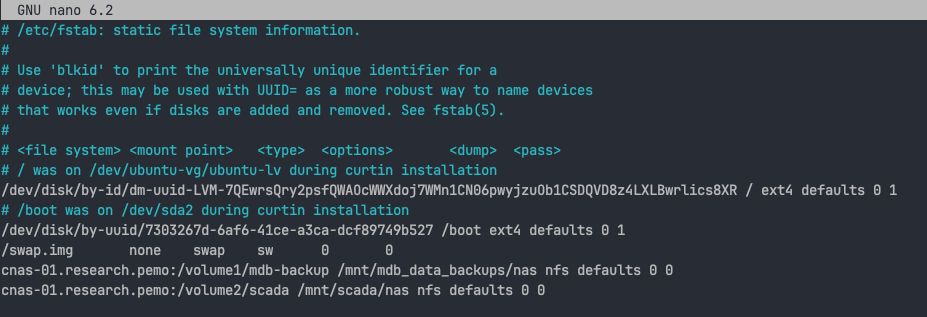 GNU nano 6.2
# /etc/fstab: static file system information.
#
# Use 'blkid' to print the universally unique identifier for a
# device; this may be used with UUID= as a more robust way to name devices
# that works even if disks are added and removed. See fstab(5).
#
# <file system> <mount point>   <type>  <options>       <dump>  <pass>
# / was on /dev/ubuntu-vg/ubuntu-lv during curtin installation
/dev/disk/by-id/dm-uuid-LVM-7QEwrsQry2psfQWA0cWWXdoj7WMn1CN06pwyjzuOb1CSDQVD8z4LXLBwrlics8XR / ext4 defaults 0 1
# /boot was on /dev/sda2 during curtin installation
/dev/disk/by-uuid/7303267d-6af6-41ce-a3ca-dcf89749b527 /boot ext4 defaults 0 1
/swap.img       none    swap    sw      0       0
cnas-01.research.pemo:/volume1/mdb-backup /mnt/mdb_data_backups/nas nfs defaults 0 0
cnas-01.research.pemo:/volume2/scada /mnt/scada/nas nfs defaults 0 0